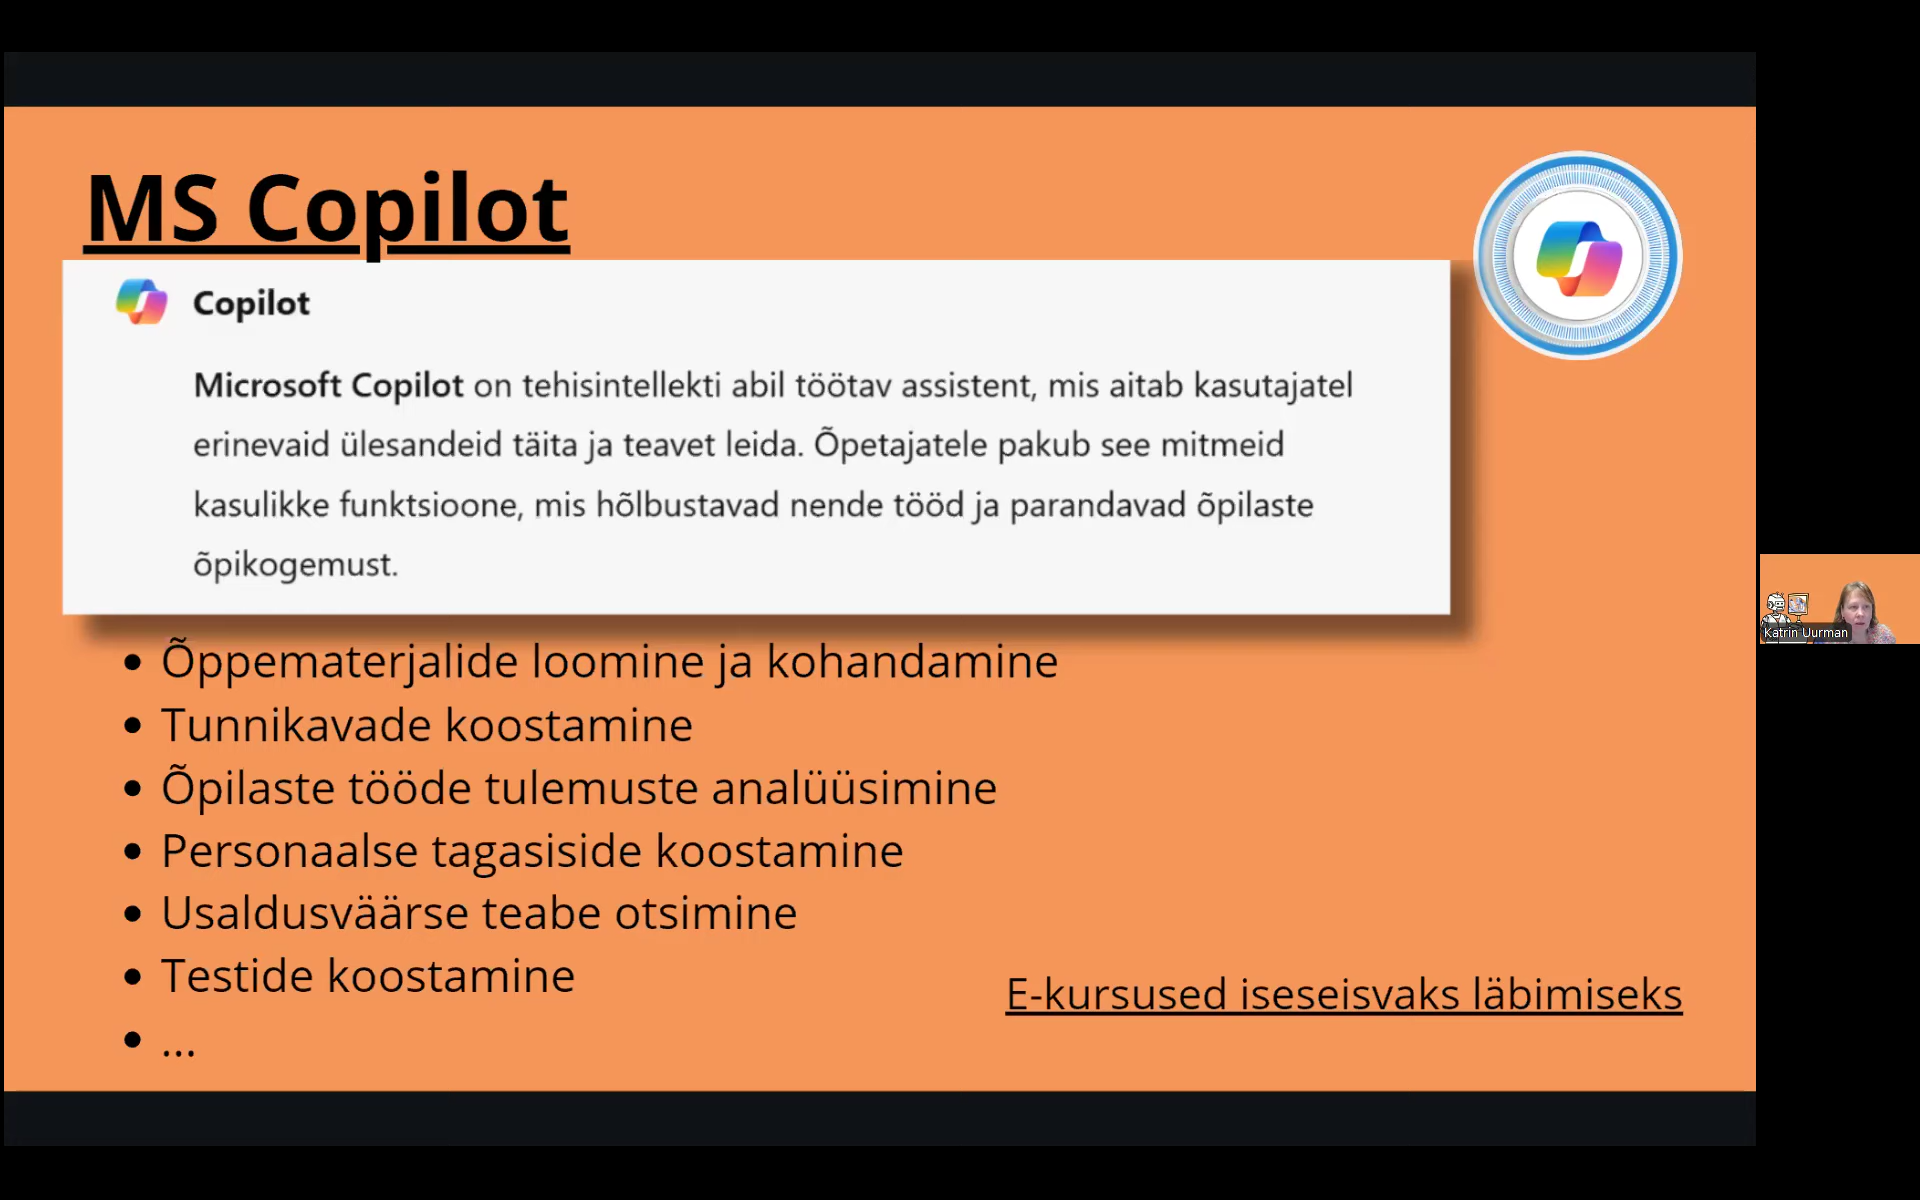 MS Copilot
Copilot
Microsoft Copilot on tehisintellekti abil töötav assistent, mis aitab kasutajatel
erinevaid ülesandeid täita ja teavet leida. Õpetajatele pakub see mitmeid
kasulikke funktsioone, mis hõlbustavad nende tööd ja parandavad õpilaste
õpikogemust.
• Õppematerjalide loomine ja kohandamine
• Tunnikavade koostamine
• Õpilaste tööde tulemuste analüüsimine
• Personaalse tagasiside koostamine
• Usaldusväärse teabe otsimine
• Testide koostamine
• ...
E-kursused iseseisvaks läbimiseks
Katrin Uurman